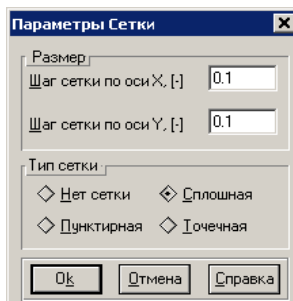 Параметры Сетки
Размер
Шаг сетки по оси X, [-] 0.1
Шаг сетки по оси Y, [-] 0.1
Тип сетки
Нет сетки Сплошная
Пунктирная Точечная
Ok Отмена Справка